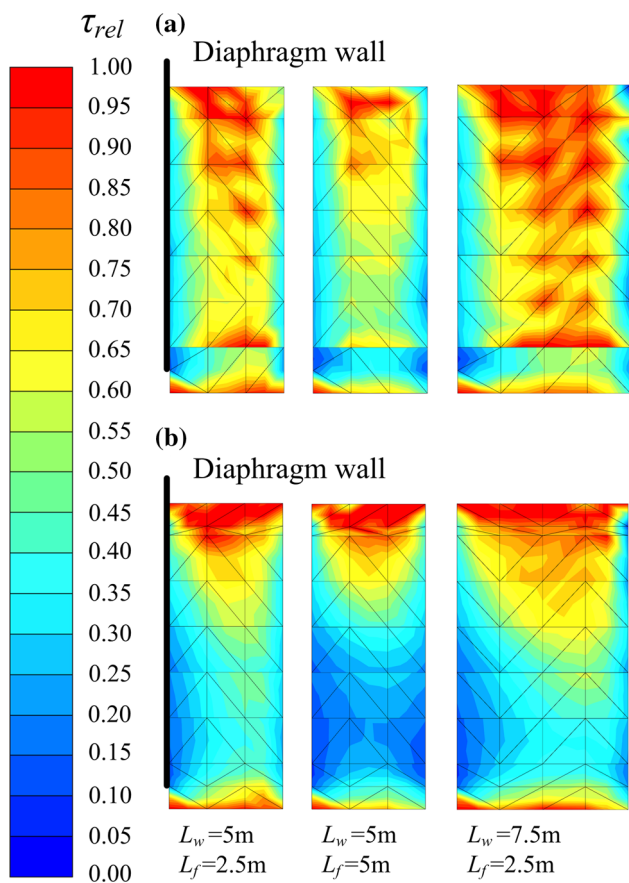 τrel
(a)
Diaphragm wall
1.00
0.95
0.90
0.85
0.80
0.75
0.70
0.65
0.60
0.55
0.50
0.45
0.40
0.35
0.30
0.25
0.20
0.15
0.10
0.05
0.00
(b)
Diaphragm wall
Lw=5m
Lf=2.5m
Lw=5m
Lf=5m
Lw=7.5m
Lf=2.5m